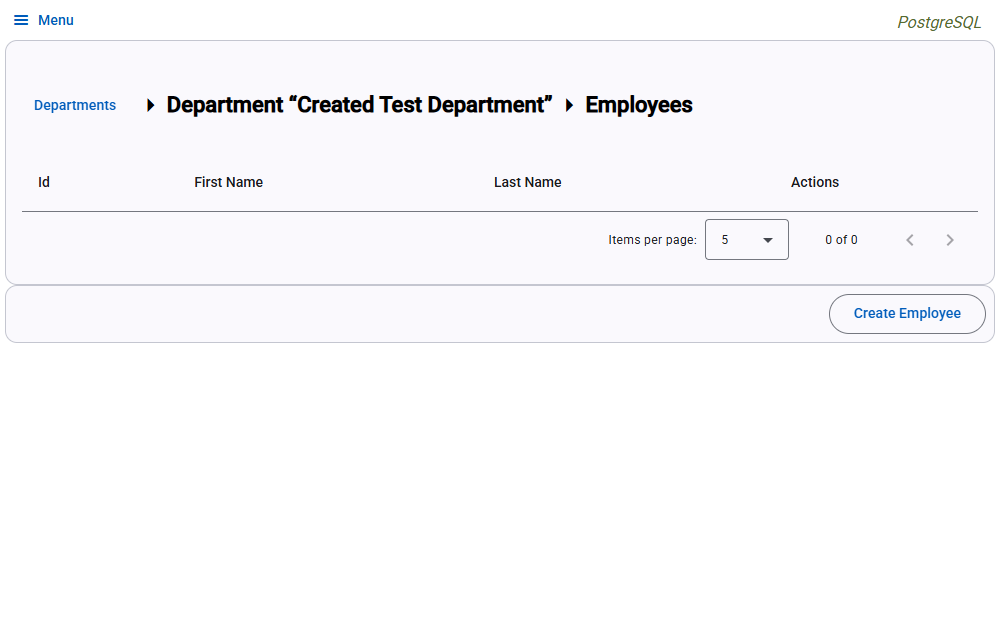 Menu
PostgreSQL
Departments Department “Created Test Department” Employees
Id First Name Last Name Actions
Items per page: 5 0 of 0
Create Employee